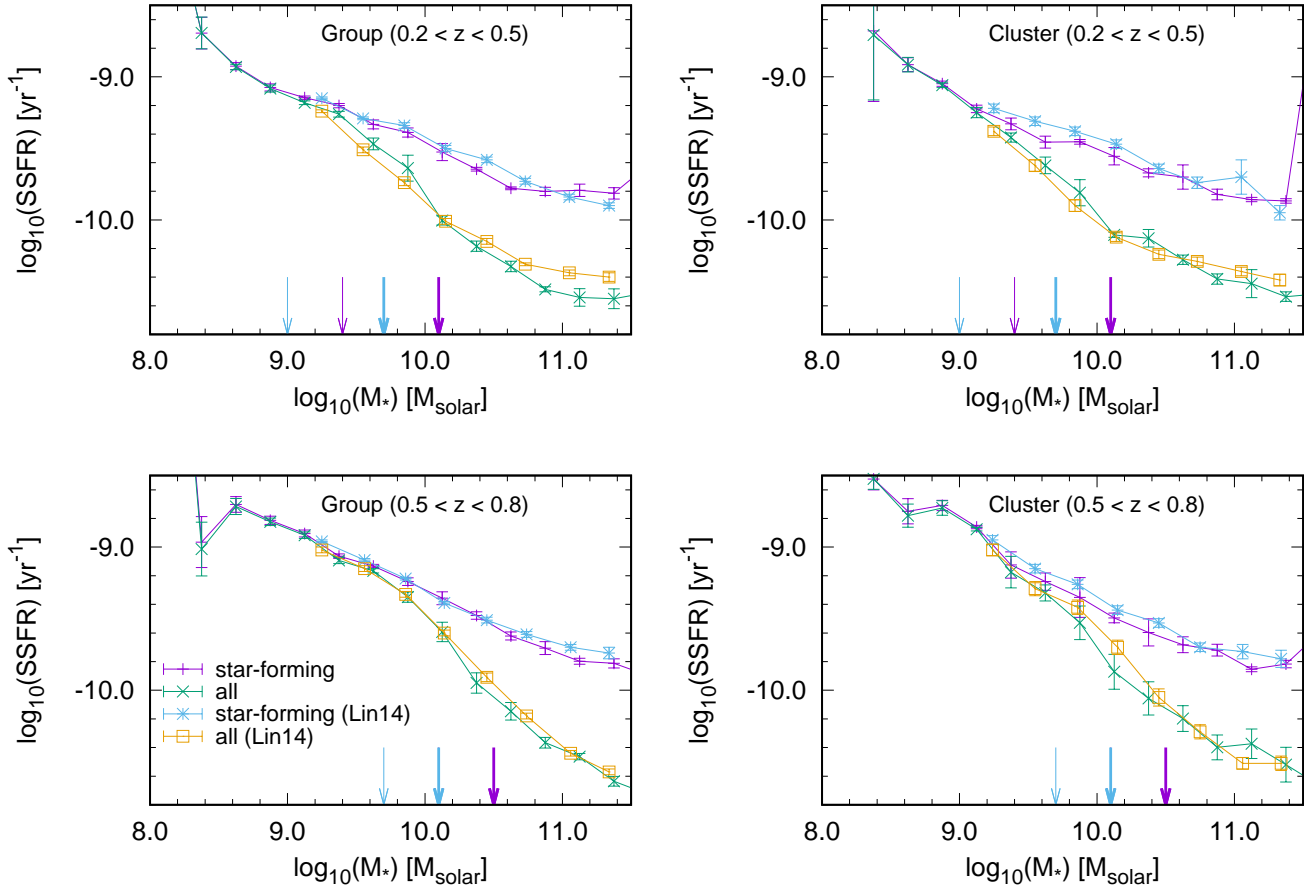 Group (0.2 < z < 0.5)
log10(SSFR) [yr-1]
-9.0
-10.0
8.0 9.0 10.0 11.0
log10(M*) [Msolar]
Cluster (0.2 < z < 0.5)
log10(SSFR) [yr-1]
-9.0
-10.0
8.0 9.0 10.0 11.0
log10(M*) [Msolar]
Group (0.5 < z < 0.8)
log10(SSFR) [yr-1]
-9.0
-10.0
star-forming
all
star-forming (Lin14)
all (Lin14)
8.0 9.0 10.0 11.0
log10(M*) [Msolar]
Cluster (0.5 < z < 0.8)
log10(SSFR) [yr-1]
-9.0
-10.0
8.0 9.0 10.0 11.0
log10(M*) [Msolar]